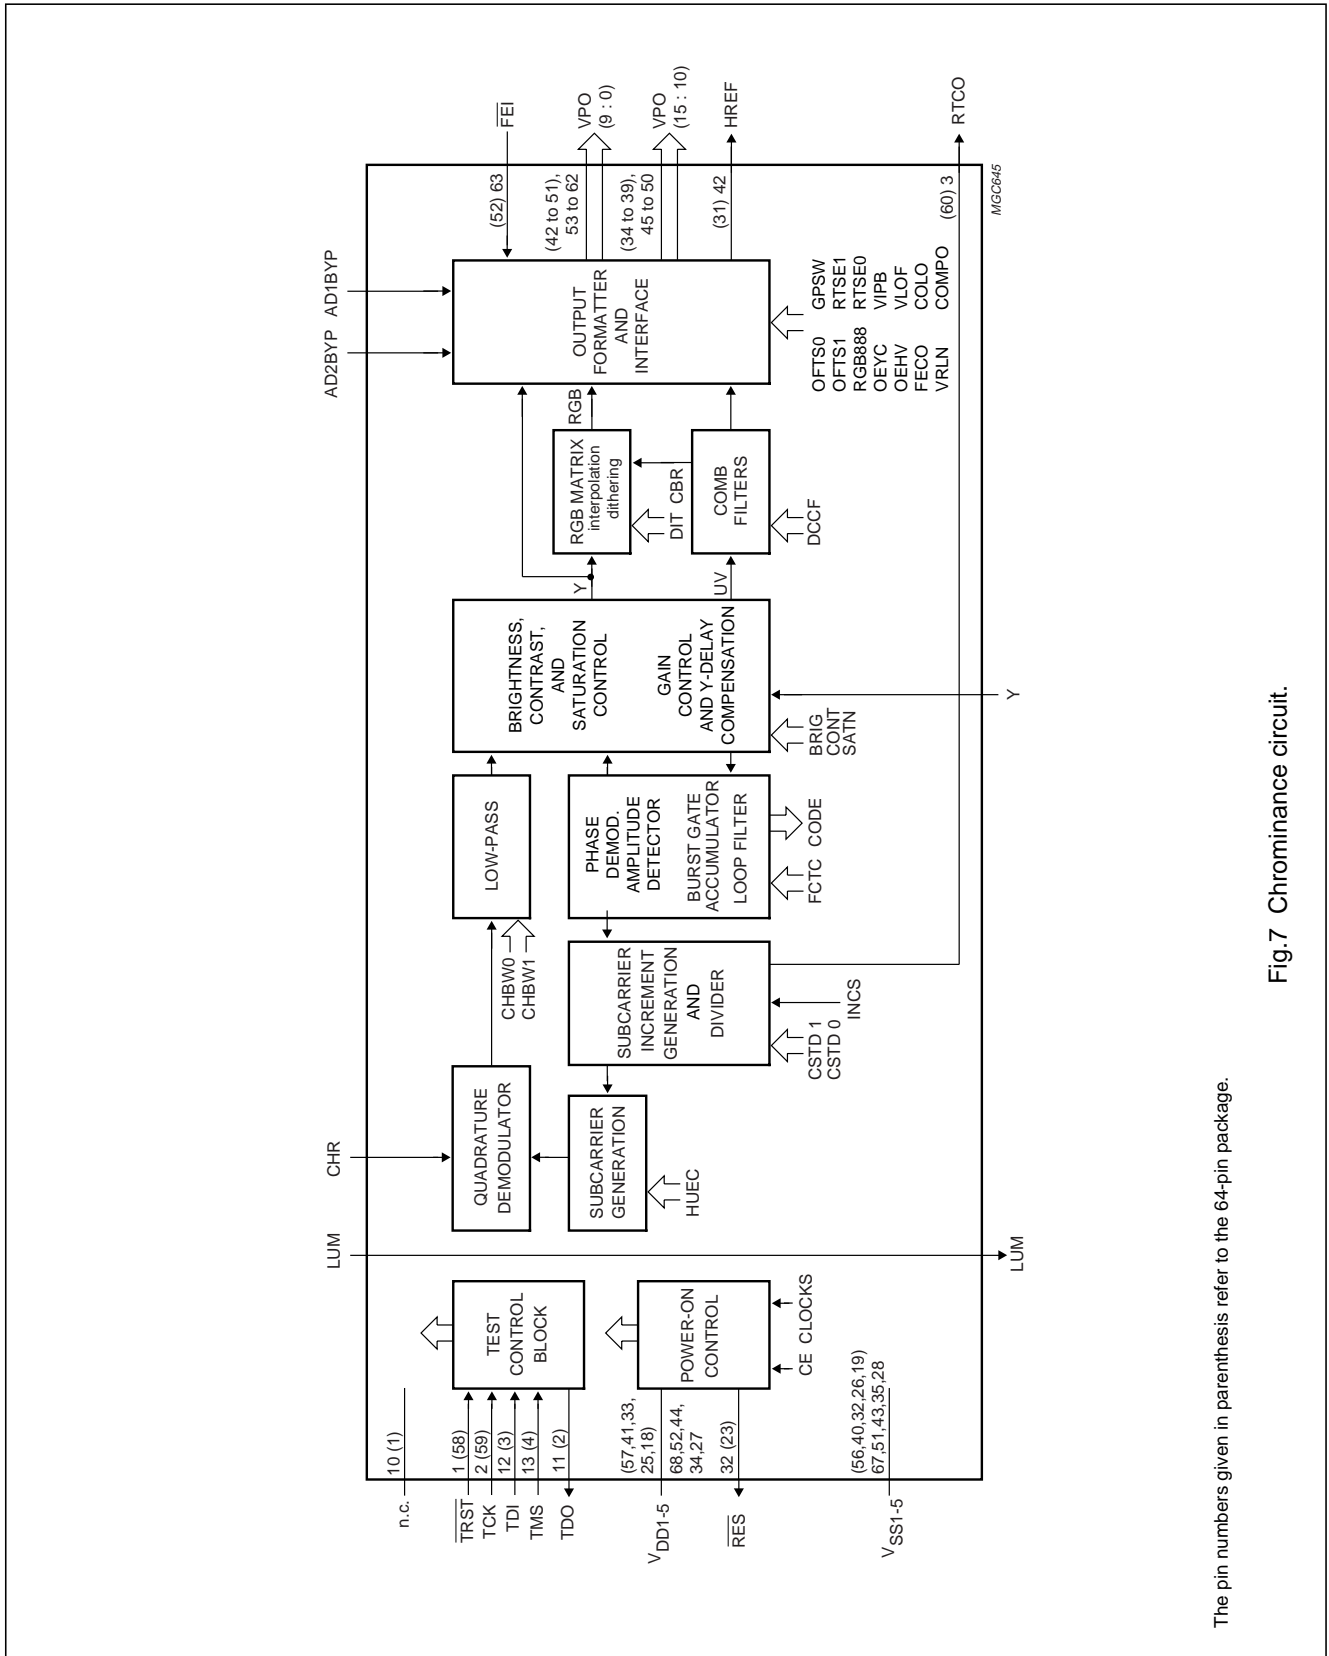 n.c.
10 (1)
TRST
TCK
TDI
TMS
TDO
1 (58)
2 (59)
12 (3)
13 (4)
11 (2)
TEST
CONTROL
BLOCK
VDD1-5
(57,41,33,
25,18)
68,52,44,
34,27
RES
32 (23)
POWER-ON
CONTROL
CE
CLOCKS
VSS1-5
(56,40,32,26,19)
67,51,43,35,28
LUM
LUM
CHR
QUADRATURE
DEMODULATOR
SUBCARRIER
GENERATION
HUEC
CHBW0
CHBW1
LOW-PASS
SUBCARRIER
INCREMENT
GENERATION
AND
DIVIDER
CSTD 1
CSTD 0
INCS
PHASE
DEMOD.
AMPLITUDE
DETECTOR
BURST GATE
ACCUMULATOR
LOOP FILTER
FCTC
CODE
BRIGHTNESS,
CONTRAST,
AND
SATURATION
CONTROL
GAIN
CONTROL
AND Y-DELAY
COMPENSATION
BRIG
CONT
SATN
Y
Y
UV
RGB MATRIX
interpolation
dithering
DIT
CBR
COMB
FILTERS
DCCF
RGB
AD2BYP
AD1BYP
OUTPUT
FORMATTER
AND
INTERFACE
OFTS0
OFTS1
RGB888
OEYC
OEHV
FECO
VRLN
GPSW
RTSE1
RTSE0
VIPB
VLOF
COLO
COMPO
(52) 63
FEI
(42 to 51),
53 to 62
VPO
(9 : 0)
(34 to 39),
45 to 50
VPO
(15 : 10)
(31) 42
HREF
(60) 3
RTCO
MGC645
The pin numbers given in parenthesis refer to the 64-pin package.
Fig.7 Chrominance circuit.